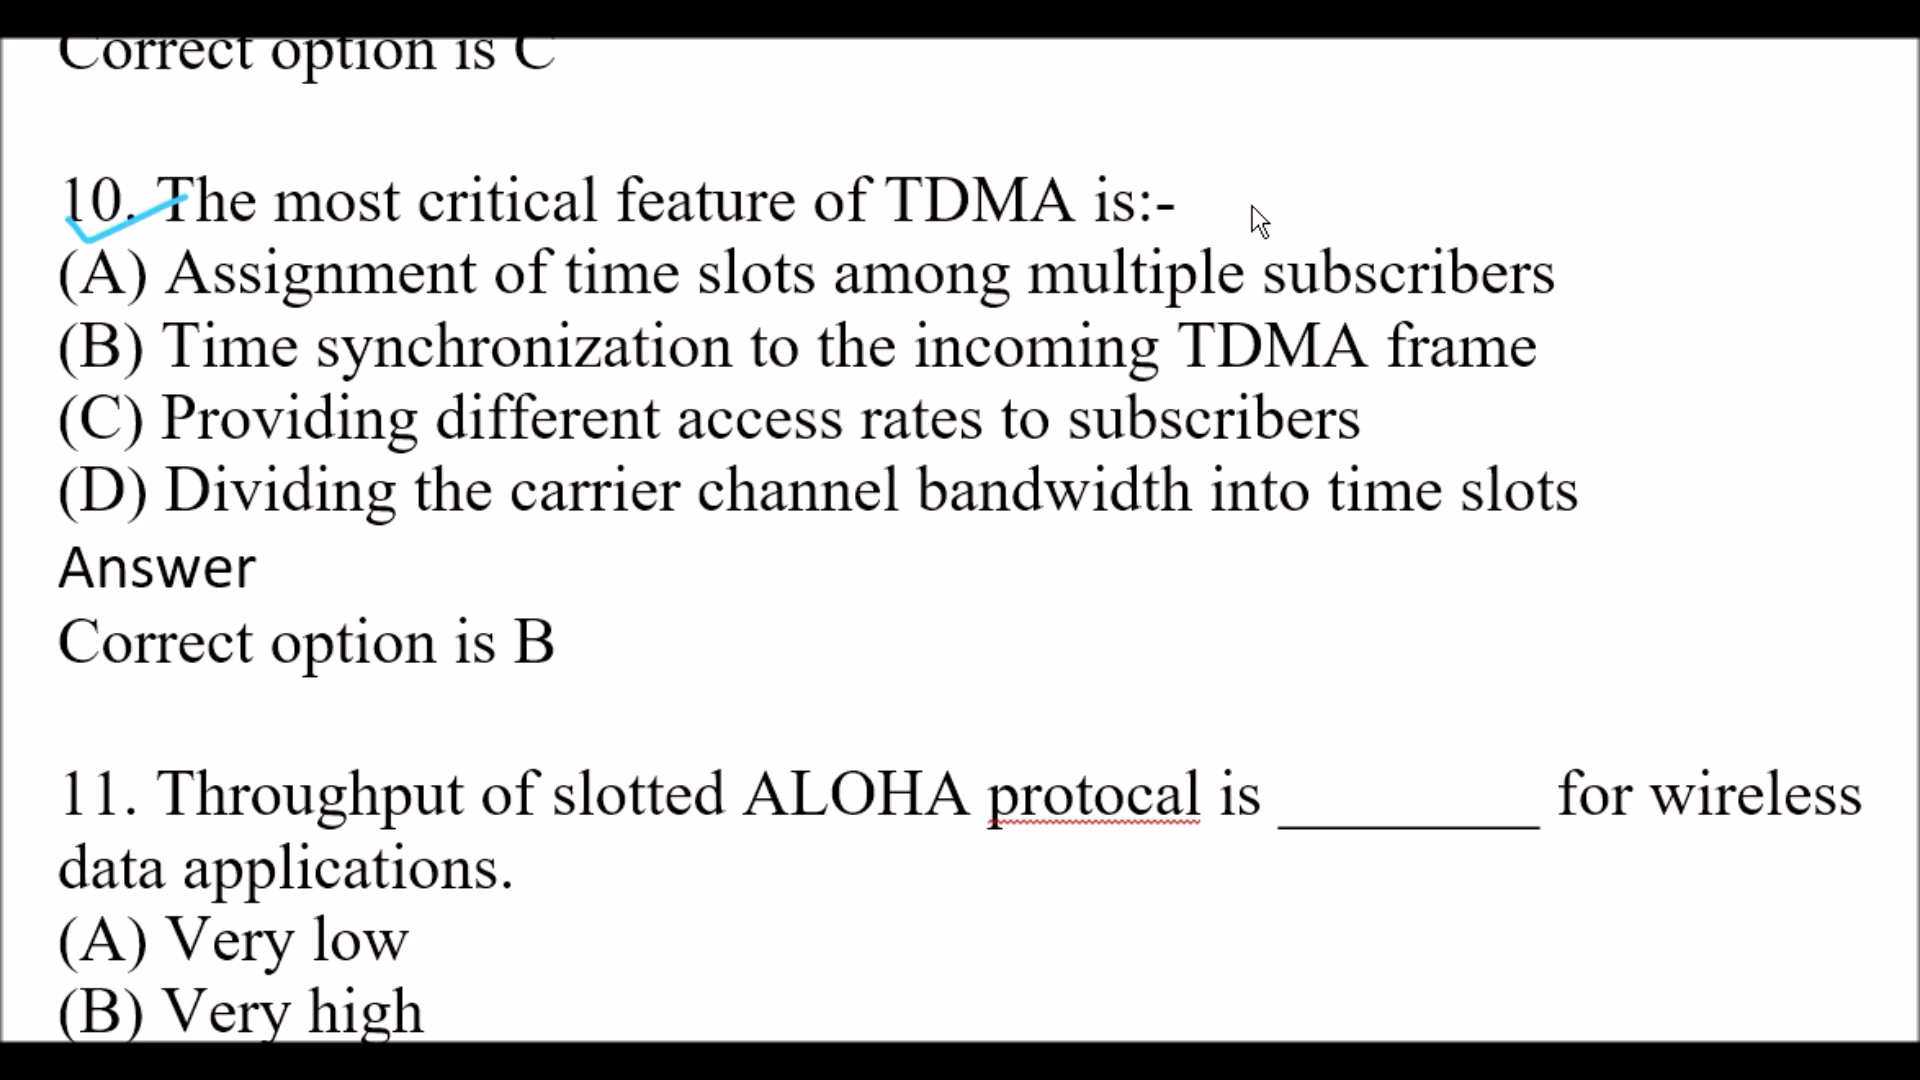 Correct option is C
10. The most critical feature of TDMA is:-
(A) Assignment of time slots among multiple subscribers
(B) Time synchronization to the incoming TDMA frame
(C) Providing different access rates to subscribers
(D) Dividing the carrier channel bandwidth into time slots
Answer
Correct option is B
11. Throughput of slotted ALOHA protocal is _________ for wireless
data applications.
(A) Very low
(B) Very high